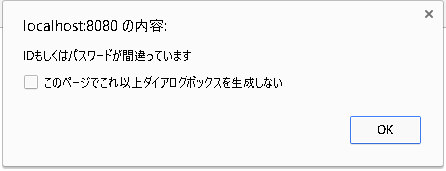 localhost:8080 の内容:
IDもしくはパスワードが間違っています
このページでこれ以上ダイアログボックスを生成しない
OK